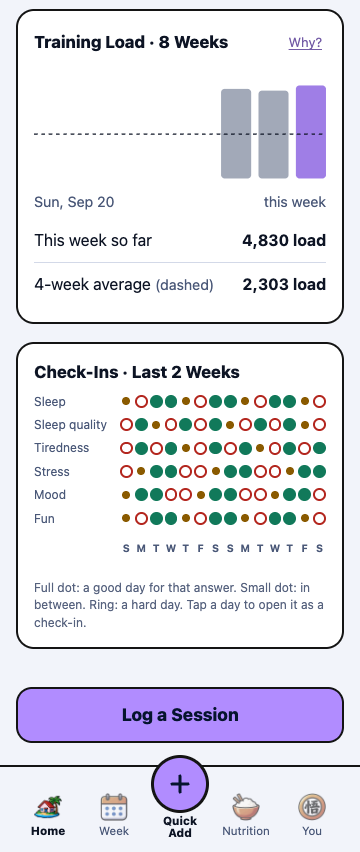 Training Load · 8 Weeks
Why?
Sun, Sep 20
this week
This week so far
4,830 load
4-week average (dashed)
2,303 load
Check-Ins · Last 2 Weeks
Sleep
Sleep quality
Tiredness
Stress
Mood
Fun
S M T W T F S S M T W T F S
Full dot: a good day for that answer. Small dot: in
between. Ring: a hard day. Tap a day to open it as a
check-in.
Log a Session
Home
Week
Quick
Add
Nutrition
悟
You